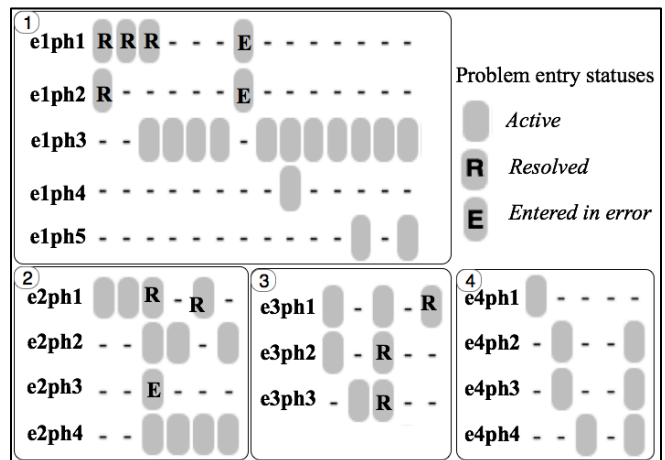 1
e1ph1 R R R - - - E - - - - - - -
e1ph2 R - - - - - E - - - - - - -
e1ph3 - - -
e1ph4 - - - - - - - - - - - - -
e1ph5 - - - - - - - - - - - -
Problem entry statuses
Active
R Resolved
E Entered in error
2
e2ph1 R - R -
e2ph2 - - -
e2ph3 - - E - - -
e2ph4 - -
3
e3ph1 - - R
e3ph2 - R - -
e3ph3 - R - -
4
e4ph1 - - - -
e4ph2 - - -
e4ph3 - - -
e4ph4 - - -